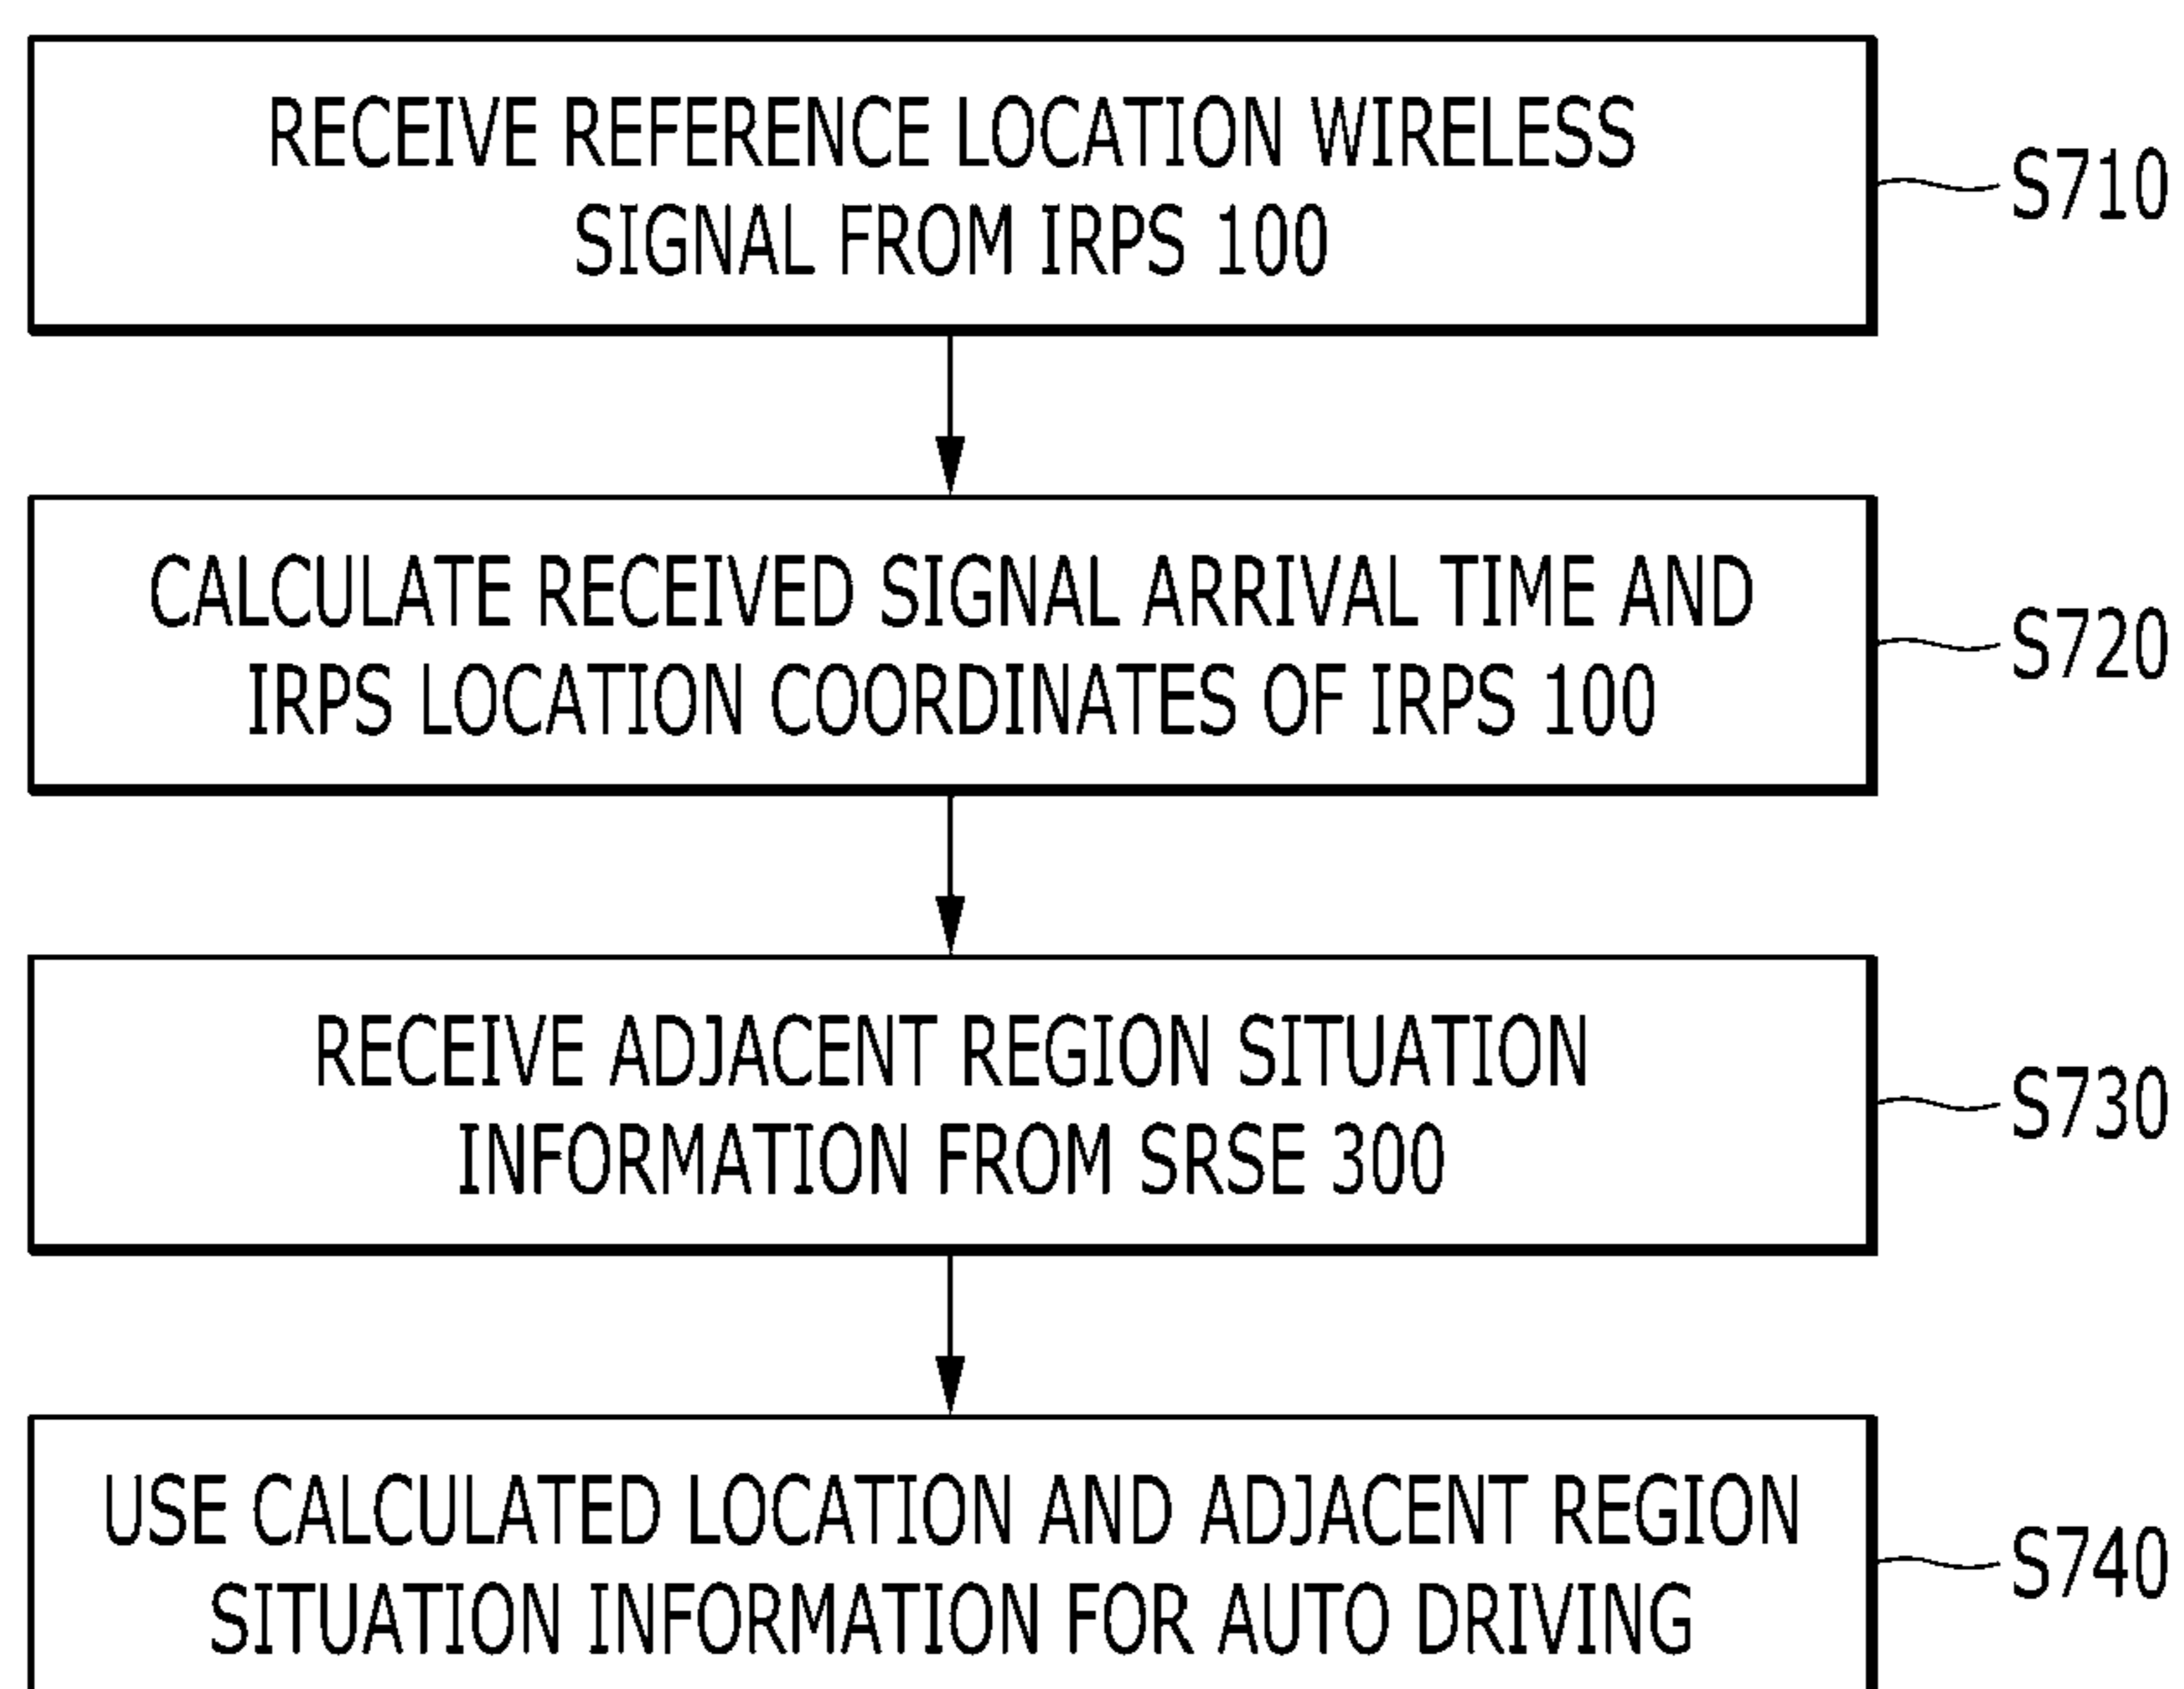 RECEIVE REFERENCE LOCATION WIRELESS
SIGNAL FROM IRPS 100
S710
CALCULATE RECEIVED SIGNAL ARRIVAL TIME AND
IRPS LOCATION COORDINATES OF IRPS 100
S720
RECEIVE ADJACENT REGION SITUATION
INFORMATION FROM SRSE 300
S730
USE CALCULATED LOCATION AND ADJACENT REGION
SITUATION INFORMATION FOR AUTO DRIVING
S740